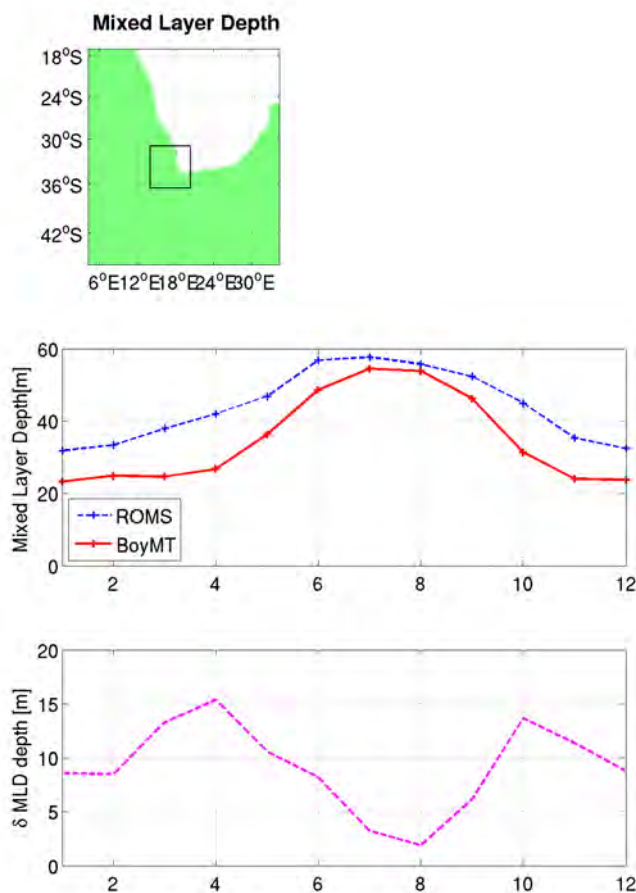 Mixed Layer Depth
18°S
24°S
30°S
36°S
42°S
6°E12°E18°E24°E30°E
60
40
20
0
Mixed Layer Depth[m]
ROMS
BoyMT
2 4 6 8 10 12
20
15
10
5
0
δ MLD depth [m]
2 4 6 8 10 12